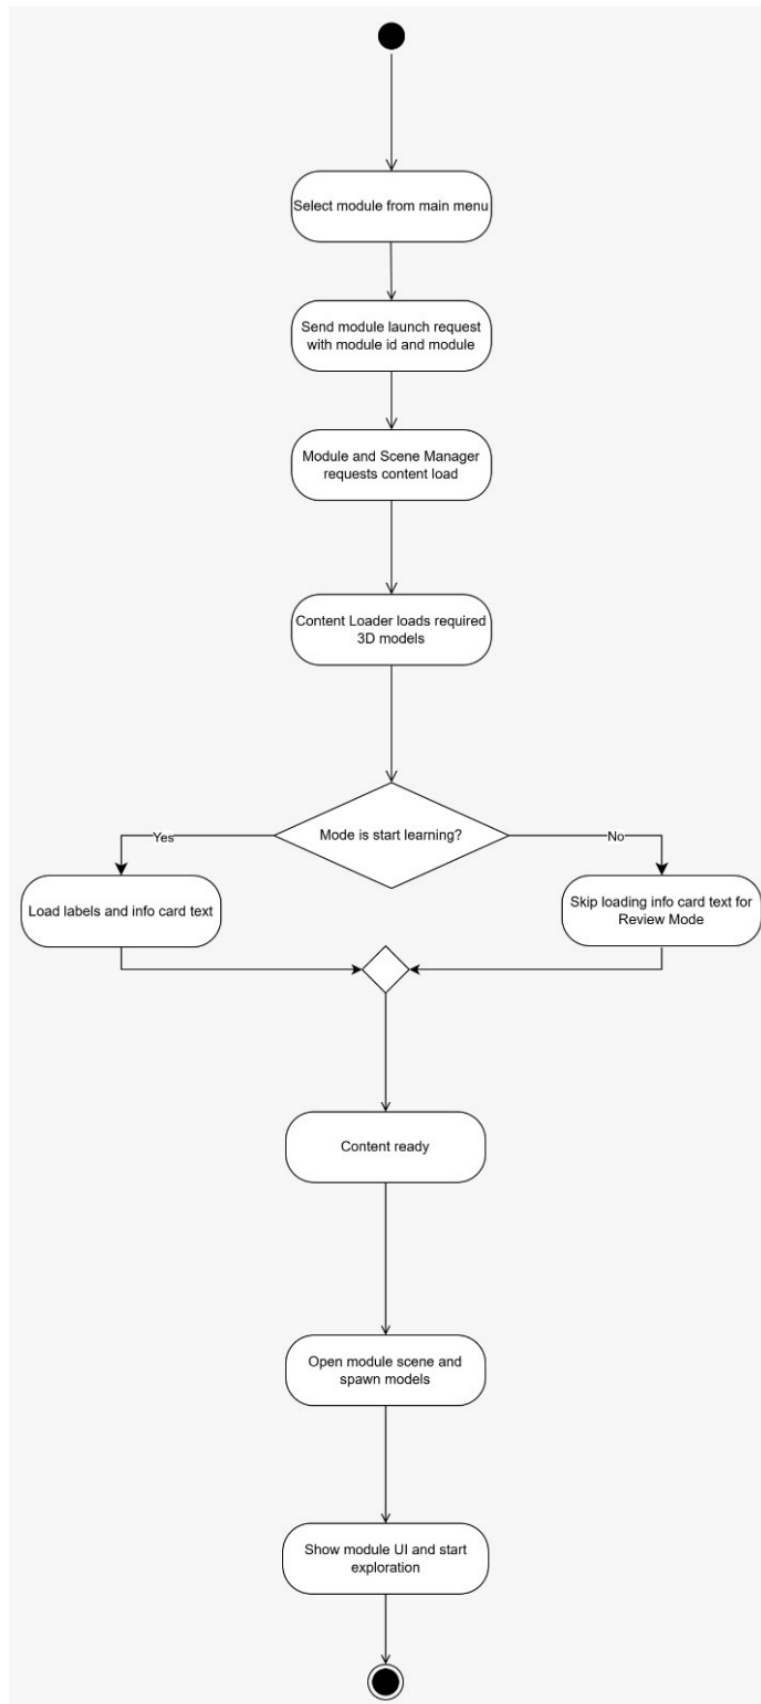 Select module from main menu
Send module launch request
with module id and module
Module and Scene Manager
requests content load
Content Loader loads required
3D models
Mode is start learning?
Yes
No
Load labels and info card text
Skip loading info card text for
Review Mode
Content ready
Open module scene and
spawn models
Show module UI and start
exploration